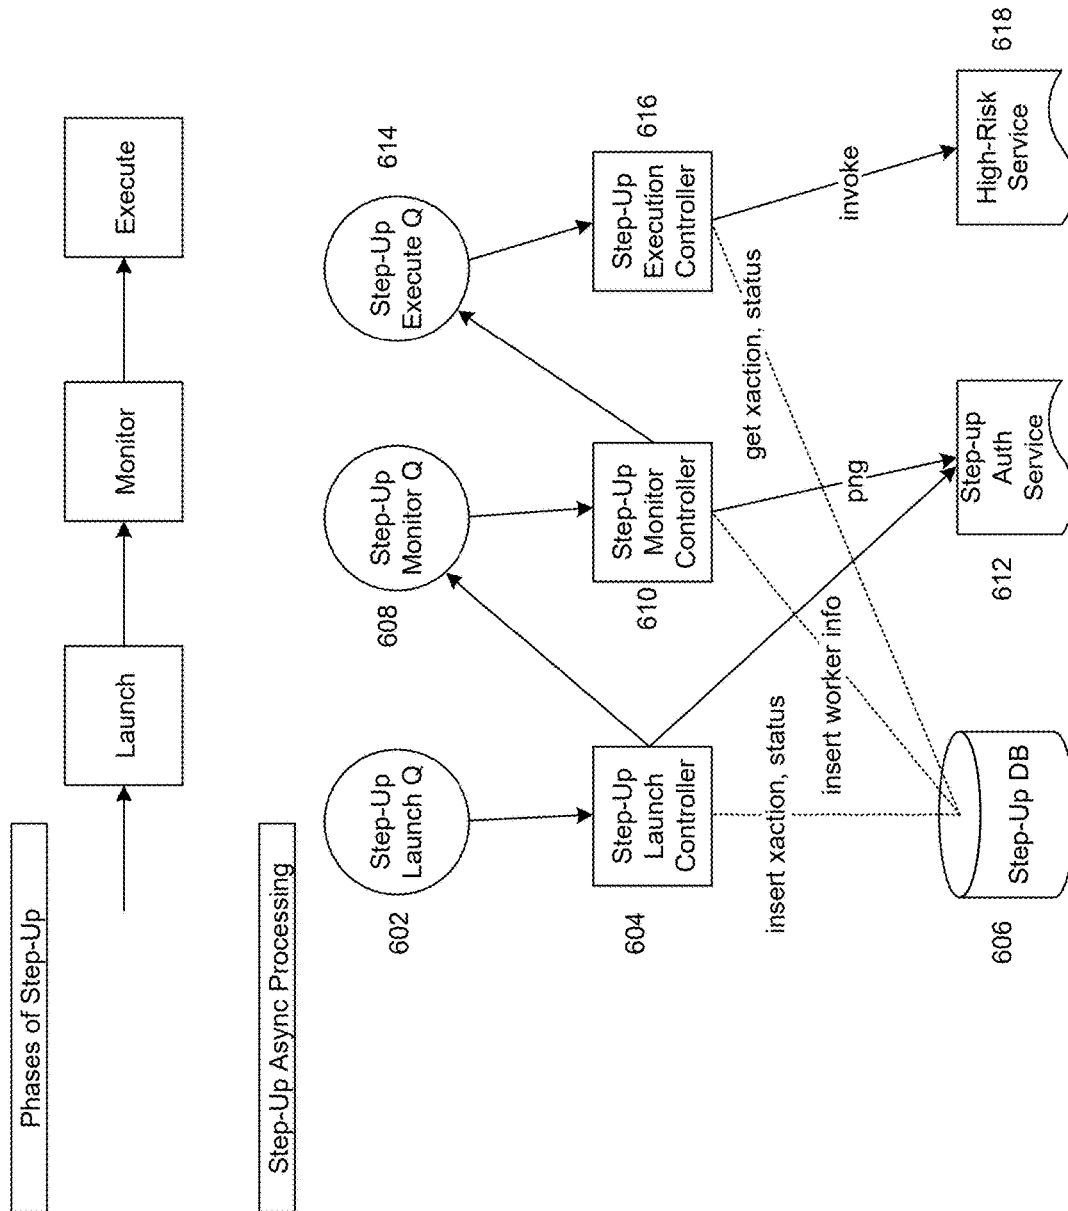 Phases of Step-Up
Launch
Monitor
Execute
Step-Up Async Processing
602
Step-Up
Launch Q
608
Step-Up
Monitor Q
Step-Up
Execute Q
614
604
Step-Up
Launch
Controller
610
Step-Up
Monitor
Controller
Step-Up
Execution
Controller
616
insert xaction, status
insert worker info
get xaction, status
png
invoke
606
Step-Up DB
612
Step-up
Auth
Service
High-Risk
Service
618